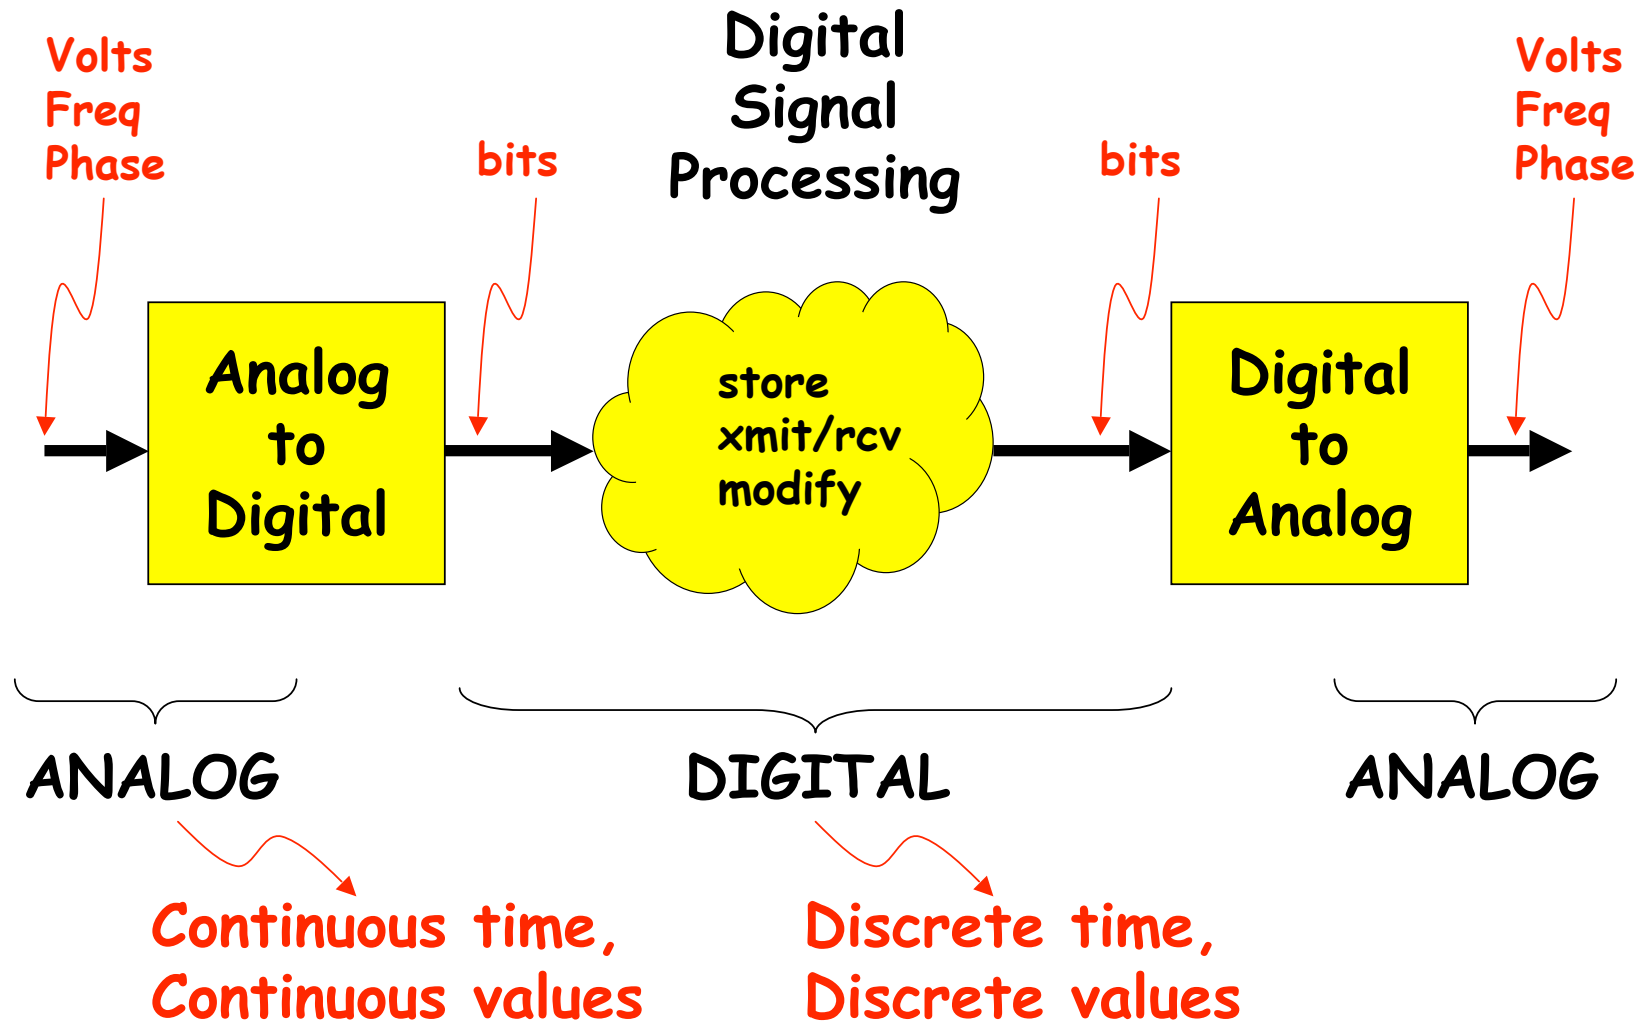 Digital
Signal
Processing
Volts
Freq
Phase
bits
bits
Volts
Freq
Phase
Analog
to
Digital
store
xmit/rcv
modify
Digital
to
Analog
ANALOG
DIGITAL
ANALOG
Continuous time,
Continuous values
Discrete time,
Discrete values